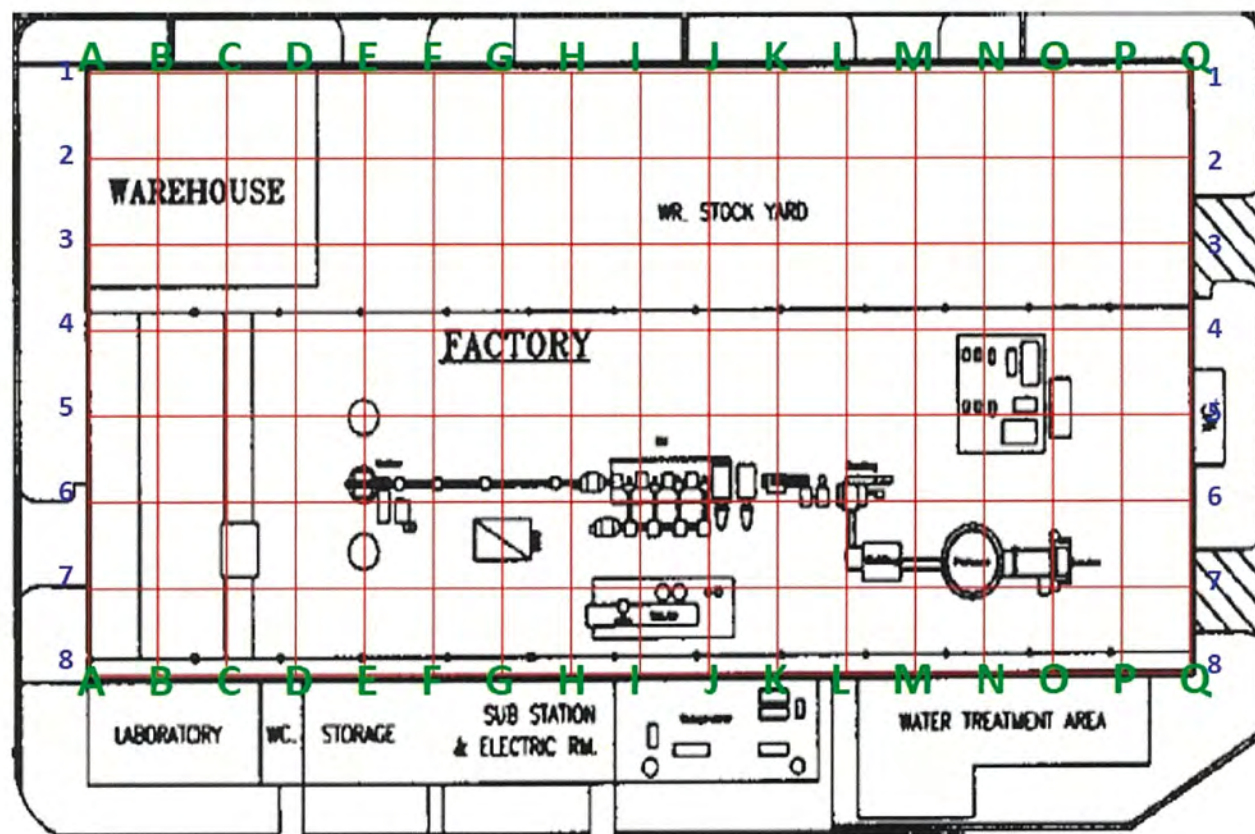 A B C D E F G H I J K L M N O P Q
1 1
2 2
WAREHOUSE
WR. STOCK YARD
3 3
4 4
FACTORY
5 5
6 6
7 7
8 8
A B C D E F G H I J K L M N O P Q
LABORATORY
WC.
STORAGE
SUB STATION
& ELECTRIC RM.
WATER TREATMENT AREA